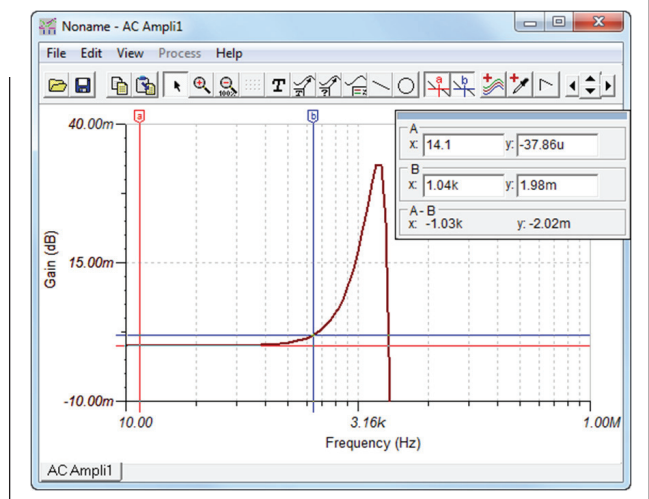 Noname - AC Ampli1
File Edit View Process Help
100%
T
a b
a
b
A
x: 14.1 y: -37.86u
B
x: 1.04k y: 1.98m
A - B
x: -1.03k y: -2.02m
40.00m
15.00m
-10.00m
Gain (dB)
10.00 3.16k 1.00M
Frequency (Hz)
AC Ampli1